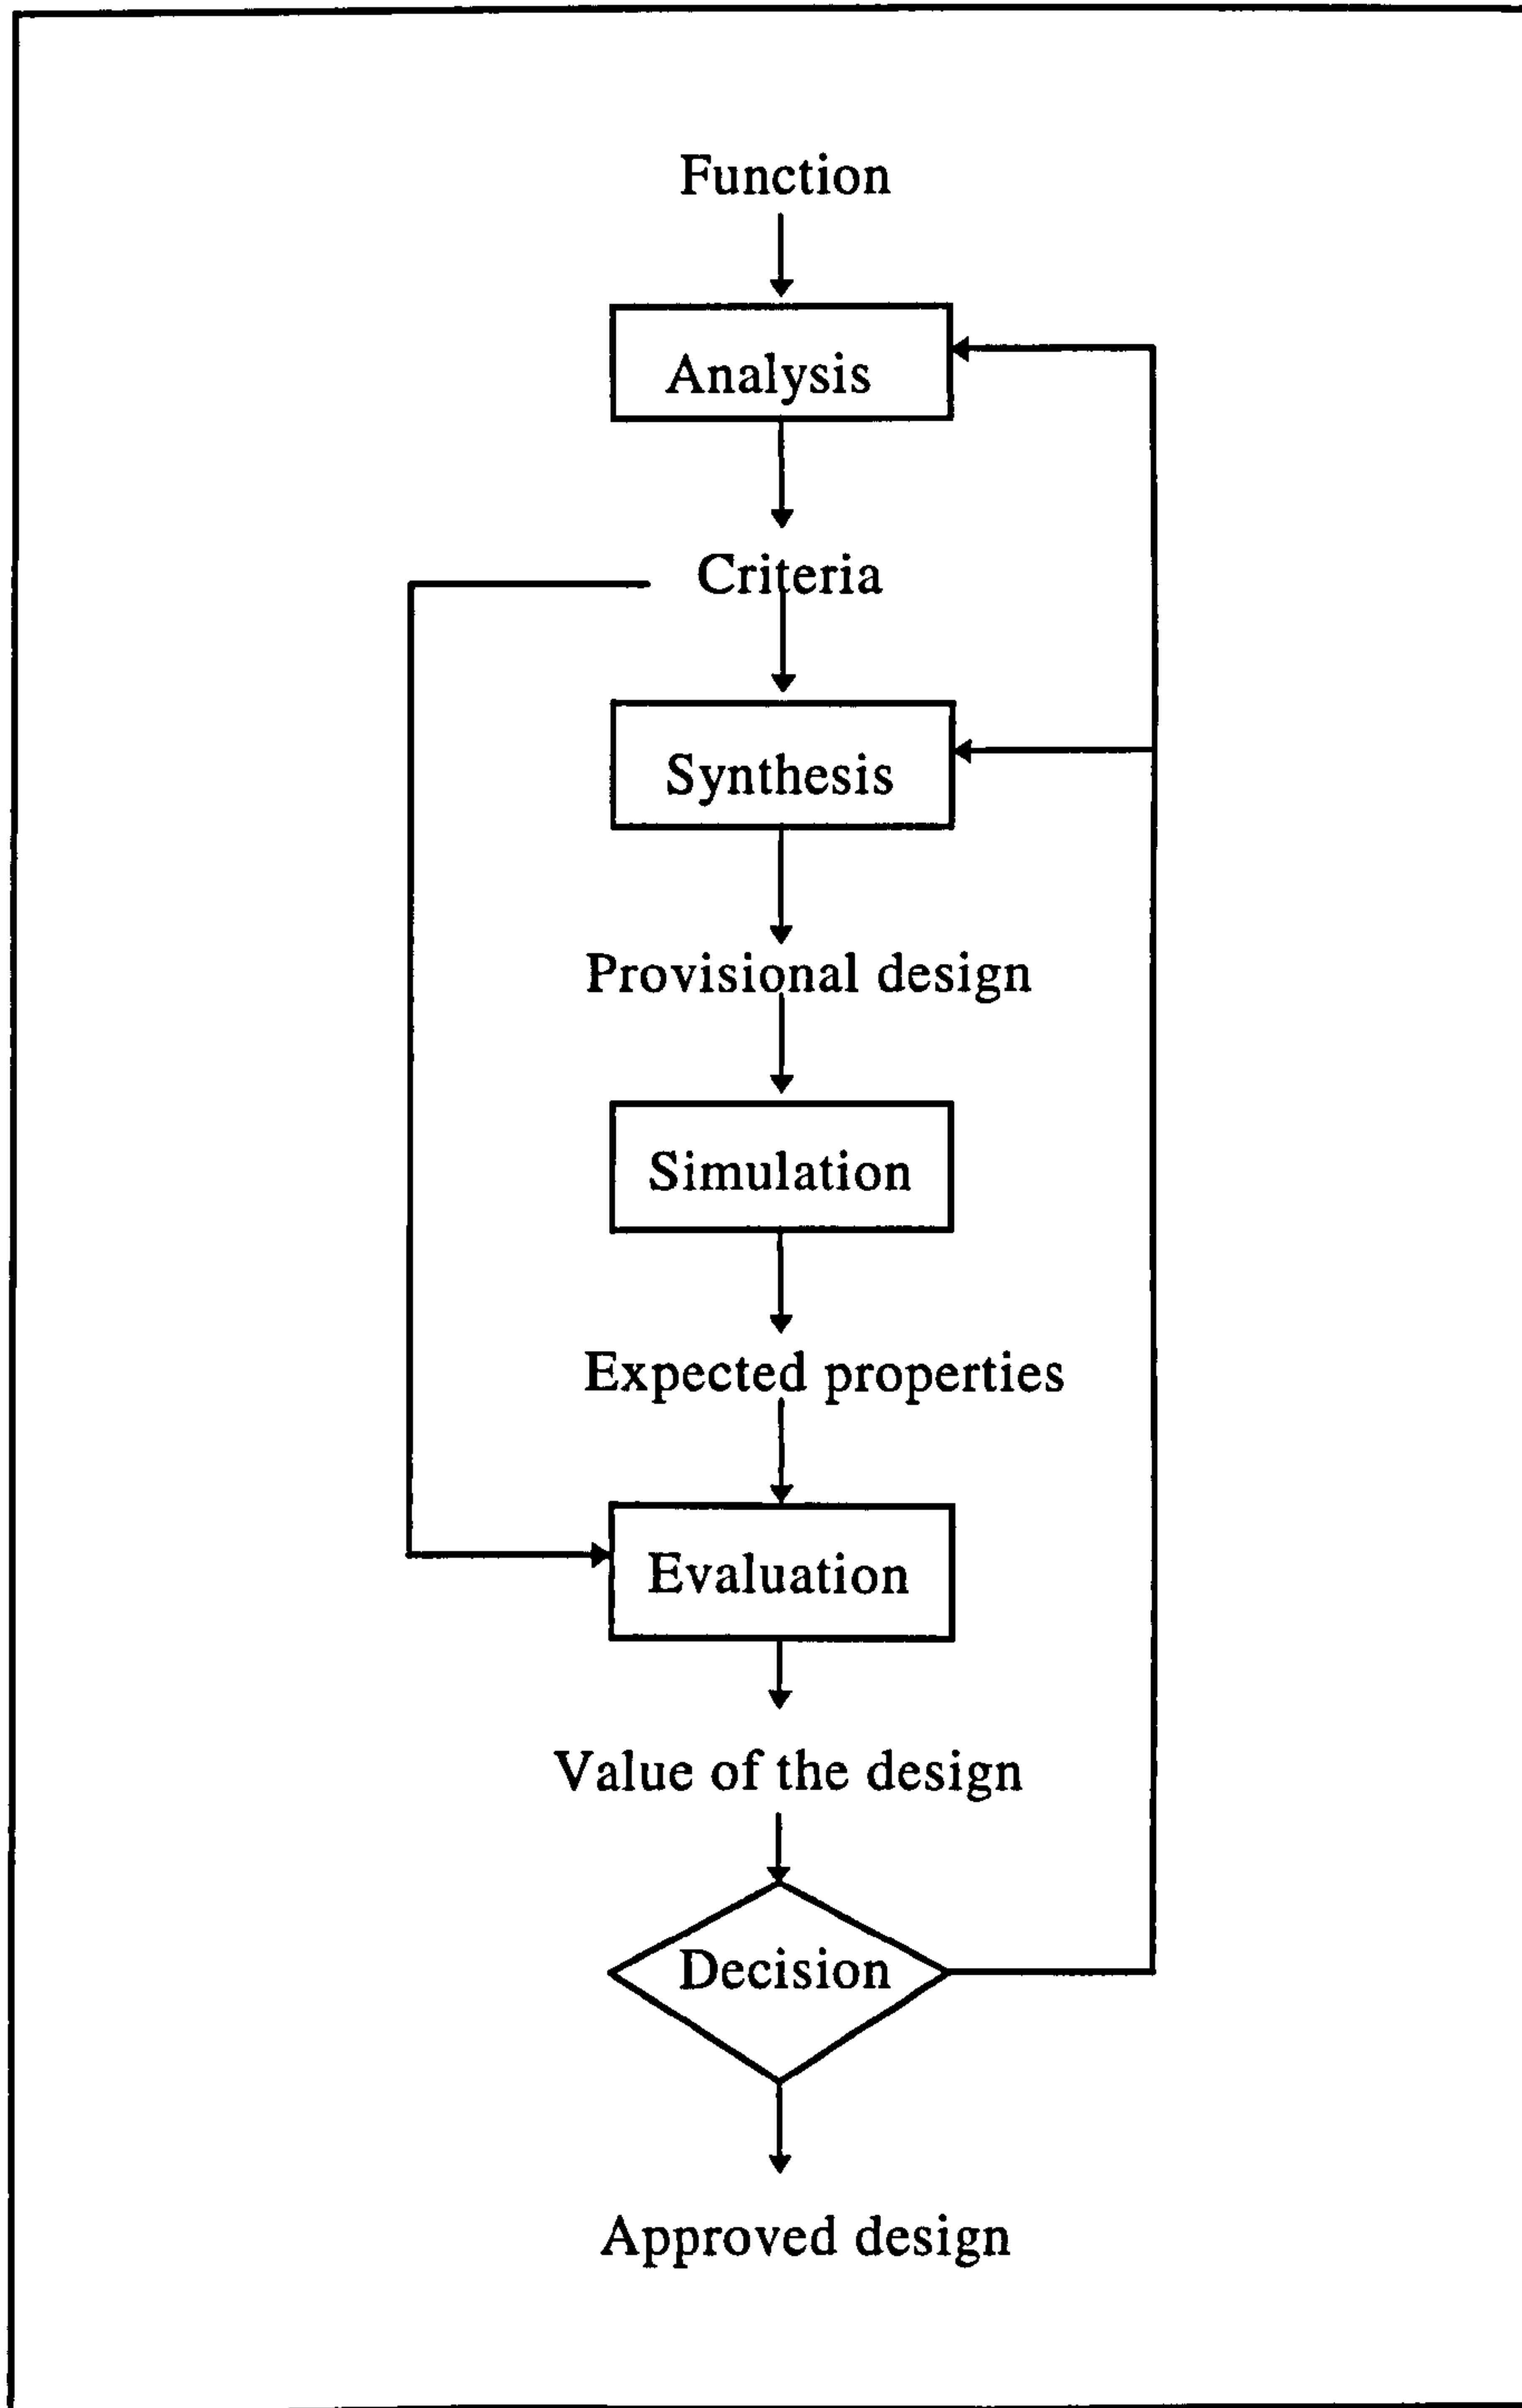 Function
Analysis
Criteria
Synthesis
Provisional design
Simulation
Expected properties
Evaluation
Value of the design
Decision
Approved design